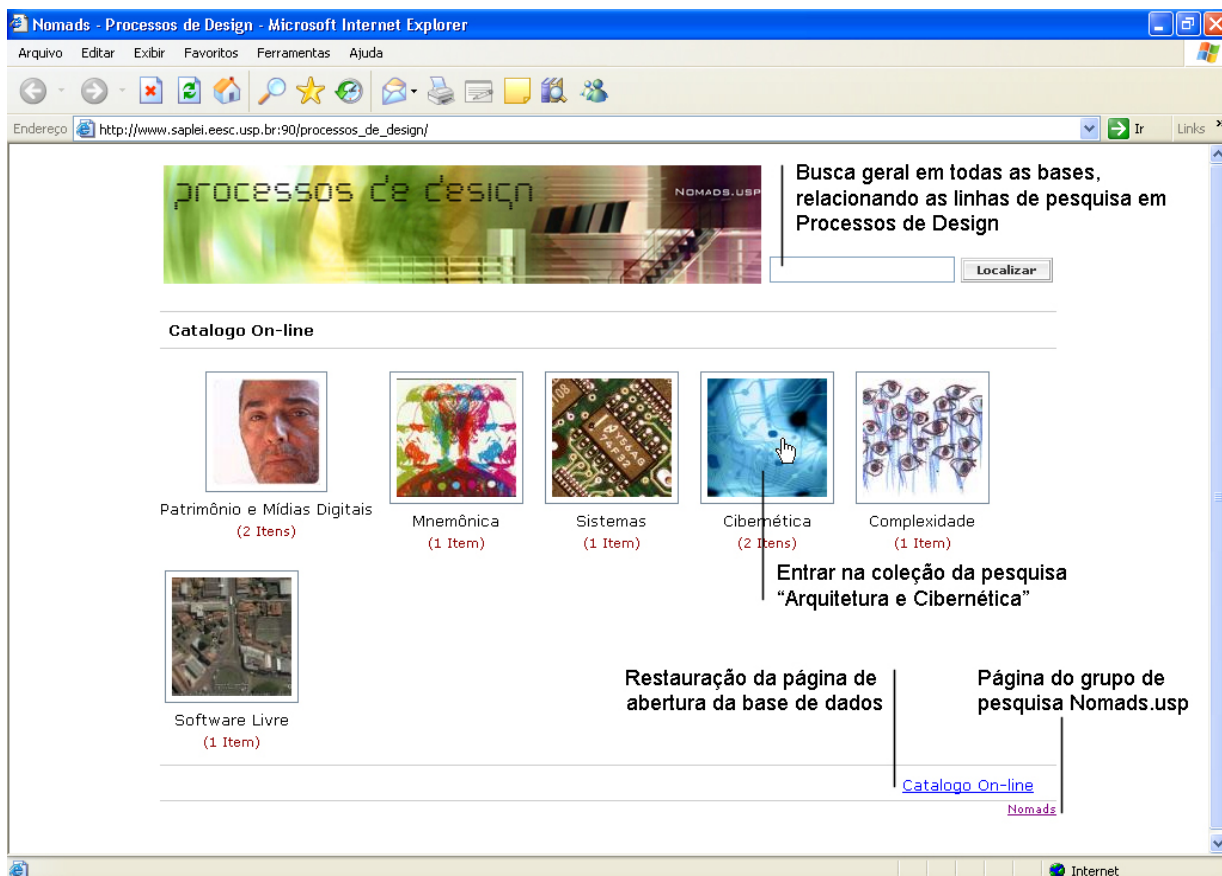 Nomads - Processos de Design - Microsoft Internet Explorer
Arquivo Editar Exibir Favoritos Ferramentas Ajuda
Endereço http://www.saplei.eesc.usp.br:90/processos_de_design/ Ir Links »
processos de design
NOMADS.USP
Busca geral em todas as bases,
relacionando as linhas de pesquisa em
Processos de Design
Localizar
Catalogo On-line
Patrimônio e Mídias Digitais
(2 Itens)
Mnemônica
(1 Item)
Sistemas
(1 Item)
Cibernética
(2 Itens)
Complexidade
(1 Item)
Entrar na coleção da pesquisa
“Arquitetura e Cibernética”
Software Livre
(1 Item)
Restauração da página de
abertura da base de dados
Página do grupo de
pesquisa Nomads.usp
Catalogo On-line
Nomads
Internet